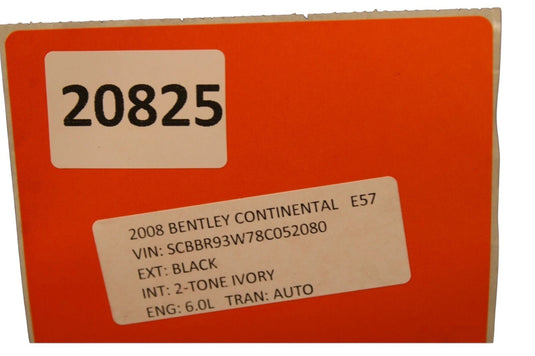 20825
2008 BENTLEY CONTINENTAL E57
VIN: SCBBR93W78C052080
EXT: BLACK
INT: 2-TONE IVORY
ENG: 6.0L TRAN: AUTO